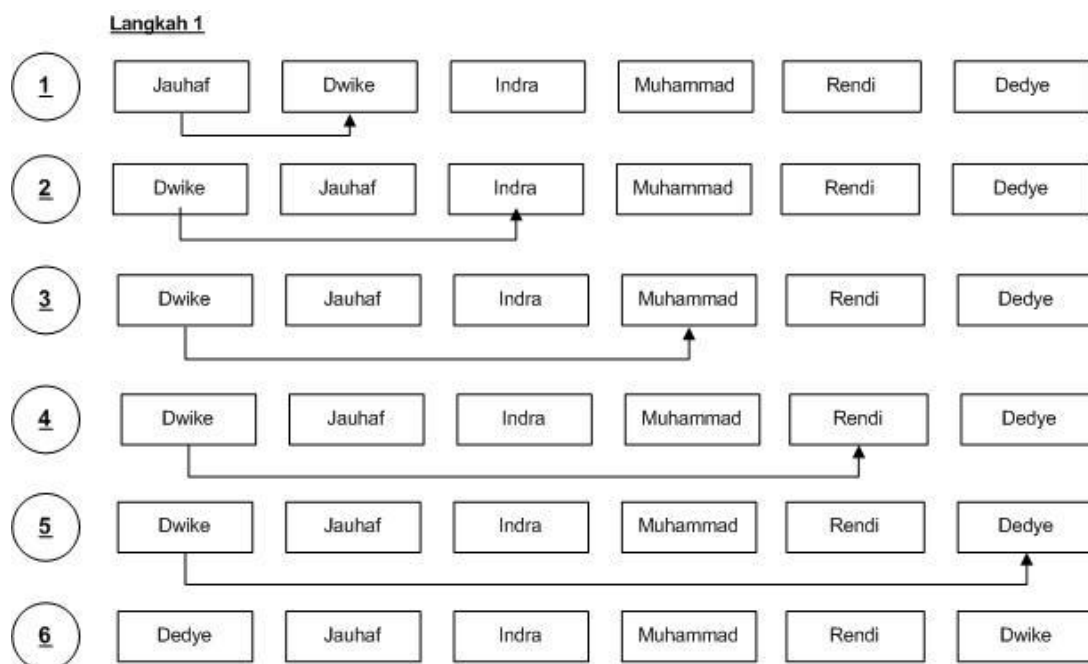 Langkah 1
1 Jauhaf Dwike Indra Muhammad Rendi Dedye
2 Dwike Jauhaf Indra Muhammad Rendi Dedye
3 Dwike Jauhaf Indra Muhammad Rendi Dedye
4 Dwike Jauhaf Indra Muhammad Rendi Dedye
5 Dwike Jauhaf Indra Muhammad Rendi Dedye
6 Dedye Jauhaf Indra Muhammad Rendi Dwike